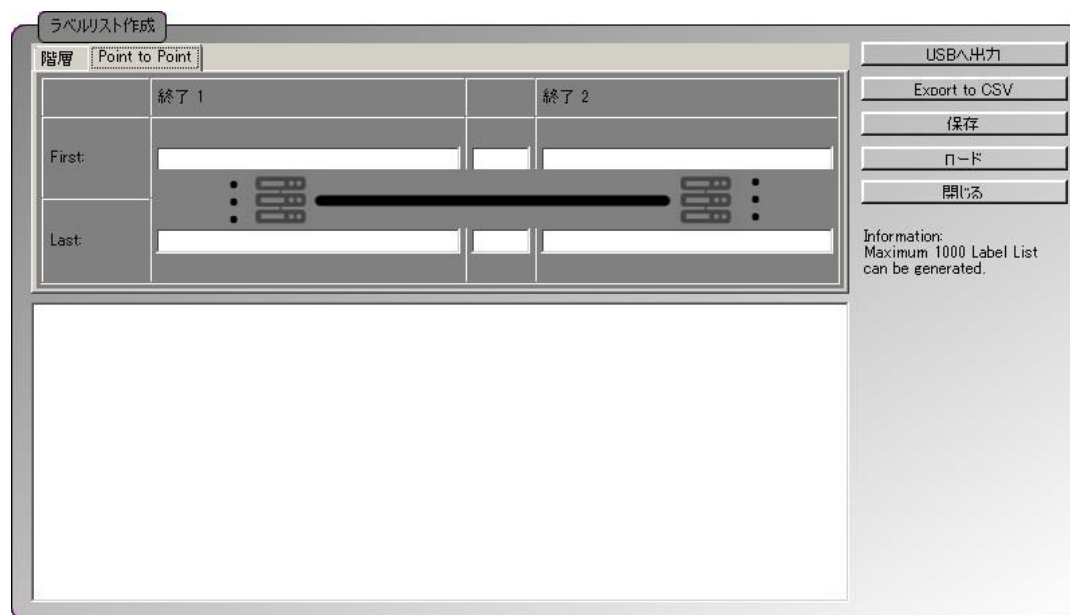 ラベルリスト作成
階層 Point to Point
終了 1 終了 2
First:
Last:
USBへ出力
Export to CSV
保存
ロード
閉じる
Information:
Maximum 1000 Label List
can be generated.